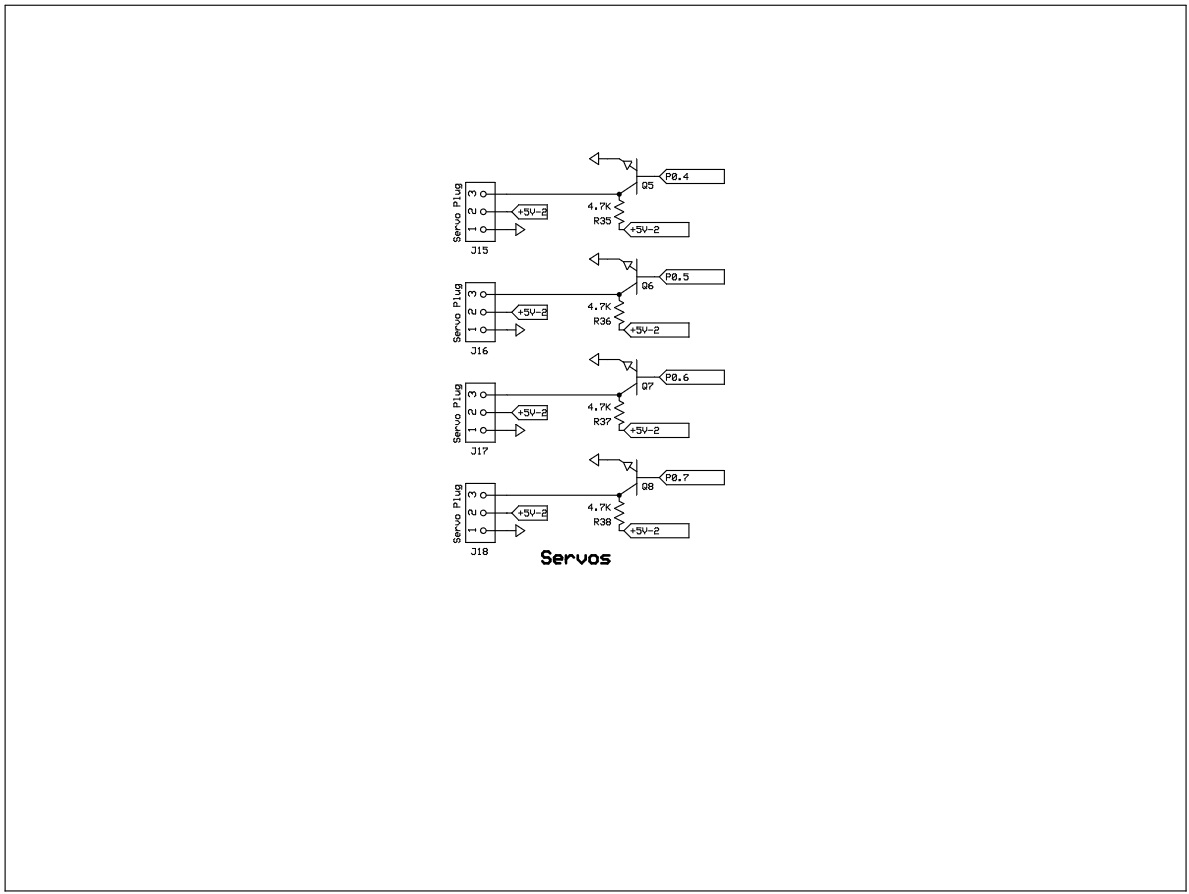 Q5
P0.4
Servo Plug
3
2
1
+5V-2
4.7K
R35
+5V-2
J15
Q6
P0.5
Servo Plug
3
2
1
+5V-2
4.7K
R36
+5V-2
J16
Q7
P0.6
Servo Plug
3
2
1
+5V-2
4.7K
R37
+5V-2
J17
Q8
P0.7
Servo Plug
3
2
1
+5V-2
4.7K
R38
+5V-2
J18
Servos